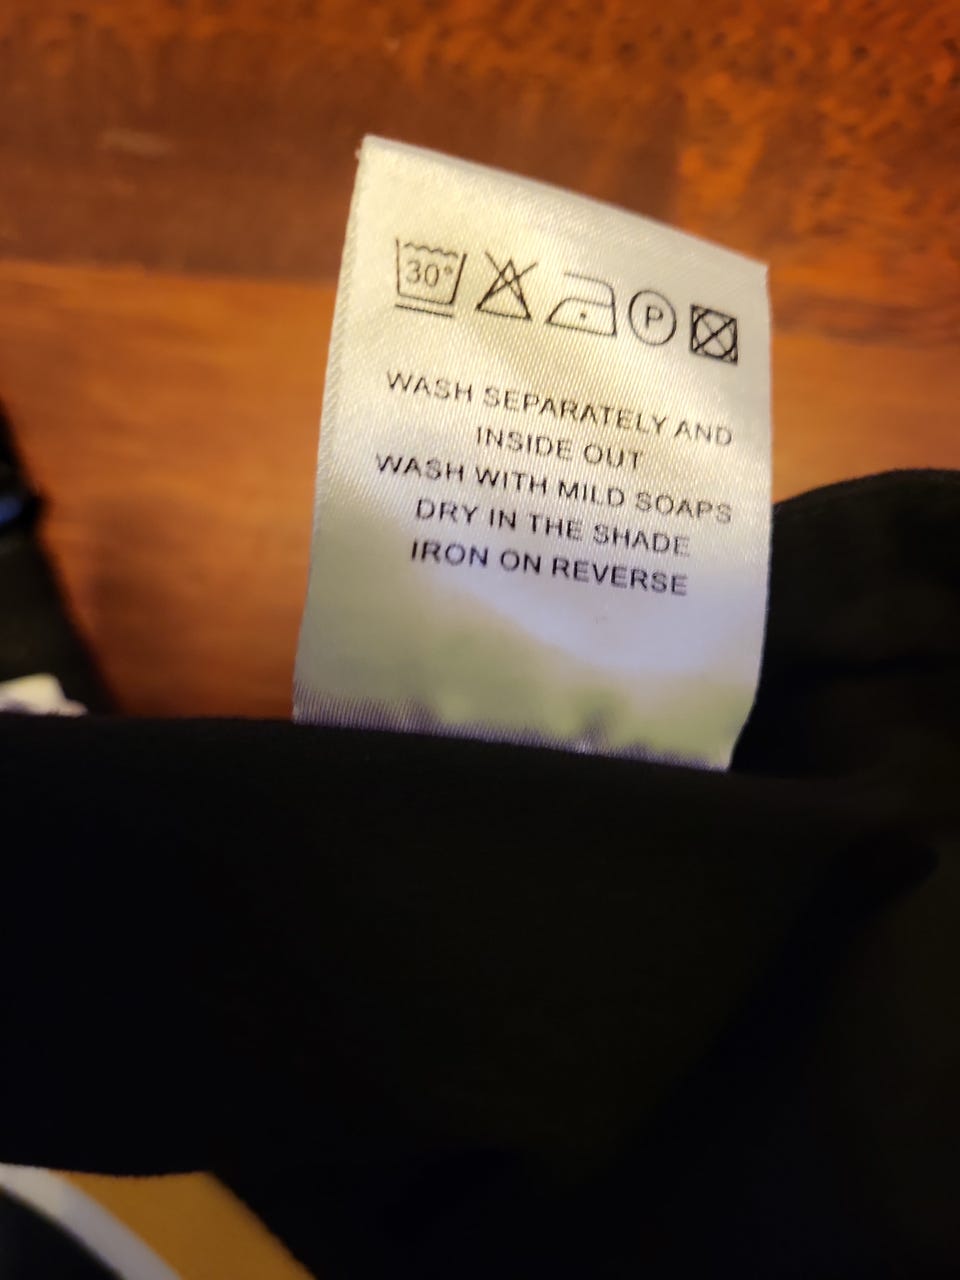 30°
P
WASH SEPARATELY AND
INSIDE OUT
WASH WITH MILD SOAPS
DRY IN THE SHADE
IRON ON REVERSE